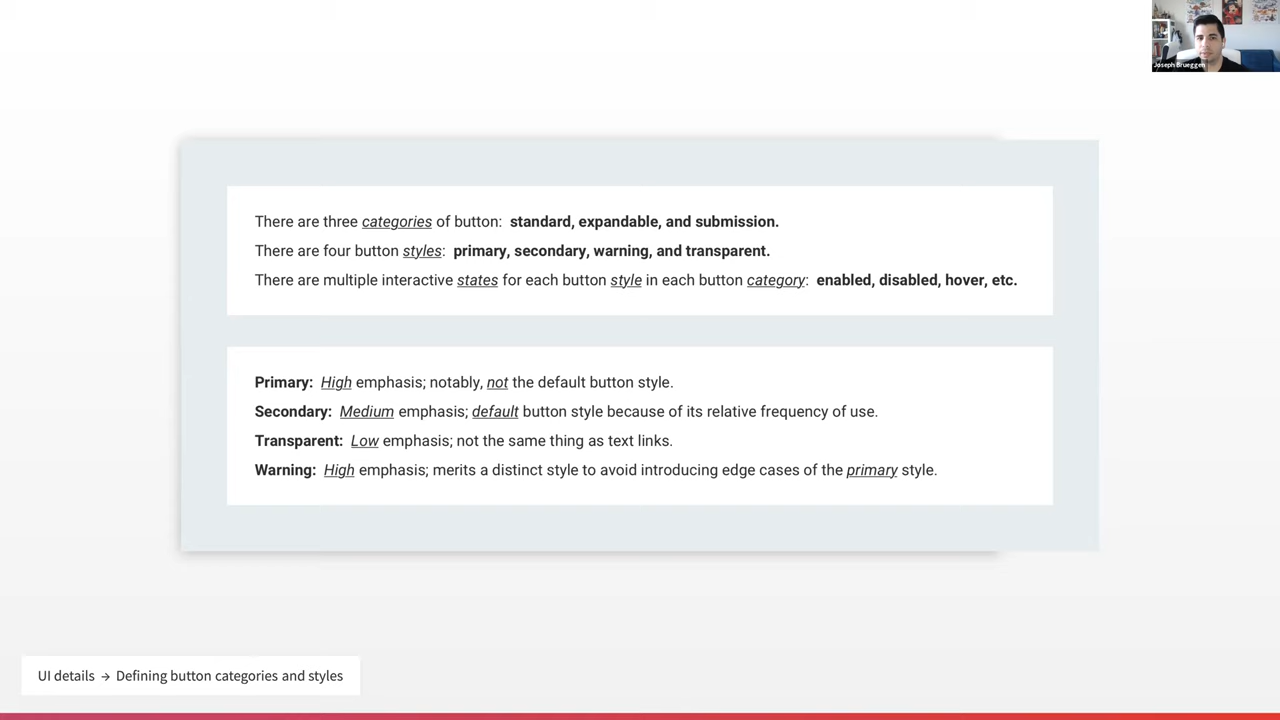 Joseph Brueggen
There are three categories of button: standard, expandable, and submission.
There are four button styles: primary, secondary, warning, and transparent.
There are multiple interactive states for each button style in each button category: enabled, disabled, hover, etc.
Primary: High emphasis; notably, not the default button style.
Secondary: Medium emphasis; default button style because of its relative frequency of use.
Transparent: Low emphasis; not the same thing as text links.
Warning: High emphasis; merits a distinct style to avoid introducing edge cases of the primary style.
UI details → Defining button categories and styles